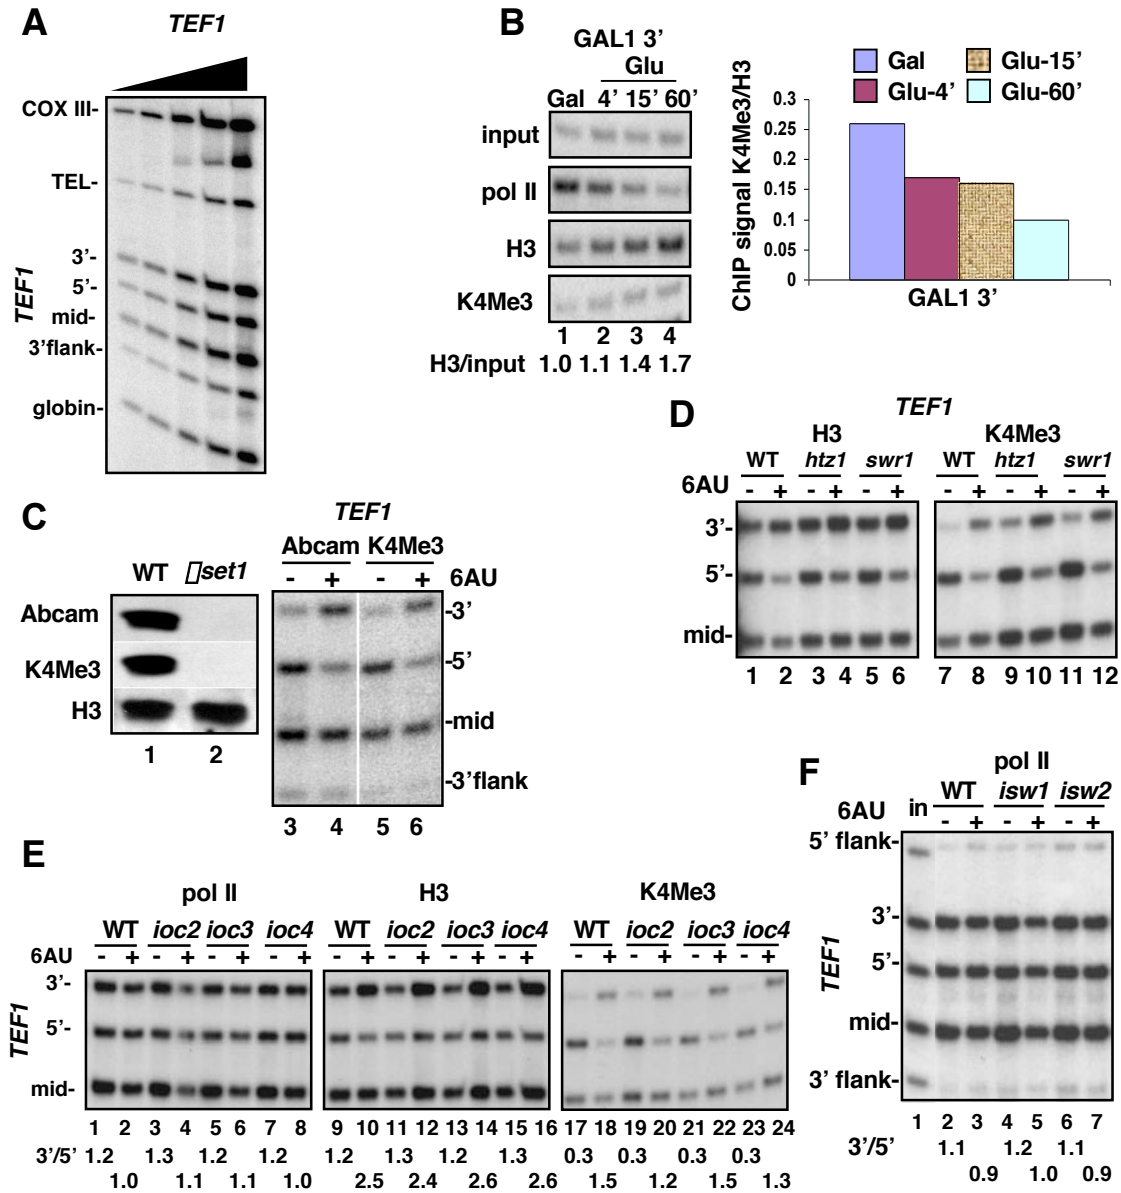 A
TEF1
COX III-
TEL-
3’-
5’-
mid-
3’flank-
globin-
TEF1
B
GAL1 3’
Glu
Gal 4’ 15’ 60’
input
pol II
H3
K4Me3
1 2 3 4
H3/input 1.0 1.1 1.4 1.7
Gal
Glu-15’
Glu-4’
Glu-60’
ChIP signal K4Me3/H3
0.3
0.25
0.2
0.15
0.1
0.05
0
GAL1 3’
C
WT ▯set1
Abcam
K4Me3
H3
1 2
TEF1
Abcam K4Me3
- + - + 6AU
-3’
-5’
-mid
-3’flank
3 4 5 6
D
TEF1
H3 K4Me3
WT htz1 swr1 WT htz1 swr1
6AU - + - + - + - + - + - +
3’-
5’-
mid-
1 2 3 4 5 6 7 8 9 10 11 12
E
pol II H3 K4Me3
WT ioc2 ioc3 ioc4 WT ioc2 ioc3 ioc4 WT ioc2 ioc3 ioc4
6AU - + - + - + - + - + - + - + - + - + - + - + - +
3’-
5’-
mid-
TEF1
1 2 3 4 5 6 7 8 9 10 11 12 13 14 15 16 17 18 19 20 21 22 23 24
3’/5’ 1.2 1.3 1.2 1.2 1.2 1.3 1.2 1.3 0.3 0.3 0.3 0.3
1.0 1.1 1.1 1.0 2.5 2.4 2.6 2.6 1.5 1.2 1.5 1.3
F
pol II
WT isw1 isw2
6AU in - + - + - +
5’ flank-
3’-
5’-
mid-
3’ flank-
TEF1
1 2 3 4 5 6 7
3’/5’ 1.1 1.2 1.1
0.9 1.0 0.9